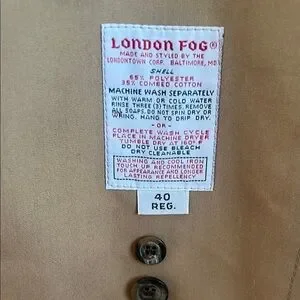 LONDON FOG®
MADE AND STYLED BY THE
LONDONTOWN CORP. BALTIMORE, MD.
SHELL
65% POLYESTER
35% COMBED COTTON
MACHINE WASH SEPARATELY
WITH WARM OR COLD WATER
RINSE THREE (3) TIMES. REMOVE
ALL SOAPS. DO NOT SPIN DRY OR
WRING. HANG TO DRIP DRY.
-OR-
COMPLETE WASH CYCLE
PLACE IN MACHINE DRYER
TUMBLE DRY AT 160°F
DO NOT USE BLEACH
DRY CLEANABLE
WASHING AND COOL IRON
TOUCH UP RECOMMENDED
FOR APPEARANCE AND LONGER
LASTING REPELLENCY
40
REG.